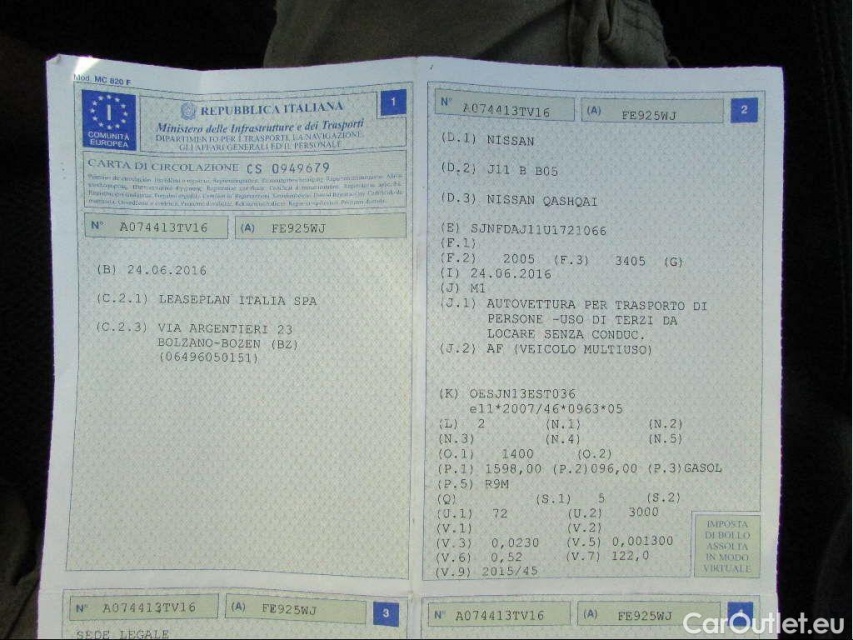 Mod. MC 820 F
COMUNITÀ
EUROPEA
I
REPUBBLICA ITALIANA
1
Ministero delle Infrastrutture e dei Trasporti
DIPARTIMENTO PER I TRASPORTI, LA NAVIGAZIONE,
GLI AFFARI GENERALI ED IL PERSONALE
CARTA DI CIRCOLAZIONE CS 0949679
N° A074413TV16 (A) FE925WJ
(B) 24.06.2016
(C.2.1) LEASEPLAN ITALIA SPA
(C.2.3) VIA ARGENTIERI 23
BOLZANO-BOZEN (BZ)
(06496050151)
N° A074413TV16 (A) FE925WJ 2
(D.1) NISSAN
(D.2) J11 B B05
(D.3) NISSAN QASHQAI
(E) SJNFDAJ11U1721066
(F.1)
(F.2) 2005 (F.3) 3405 (G)
(I) 24.06.2016
(J) M1
(J.1) AUTOVETTURA PER TRASPORTO DI
PERSONE -USO DI TERZI DA
LOCARE SENZA CONDUC.
(J.2) AF (VEICOLO MULTIUSO)
(K) OESJN13EST036
e11*2007/46*0963*05
(L) 2 (N.1) (N.2)
(N.3) (N.4) (N.5)
(O.1) 1400 (O.2)
(P.1) 1598,00 (P.2)096,00 (P.3)GASOL
(P.5) R9M
(Q) (S.1) 5 (S.2)
(U.1) 72 (U.2) 3000
(V.1) (V.2)
(V.3) 0,0230 (V.5) 0,001300
(V.6) 0,52 (V.7) 122,0
(V.9) 2015/45
IMPOSTA
DI BOLLO
ASSOLTA
IN MODO
VIRTUALE
N° A074413TV16 (A) FE925WJ 3
SEDE LEGALE
N° A074413TV16 (A) FE925WJ 4
CarOutlet.eu